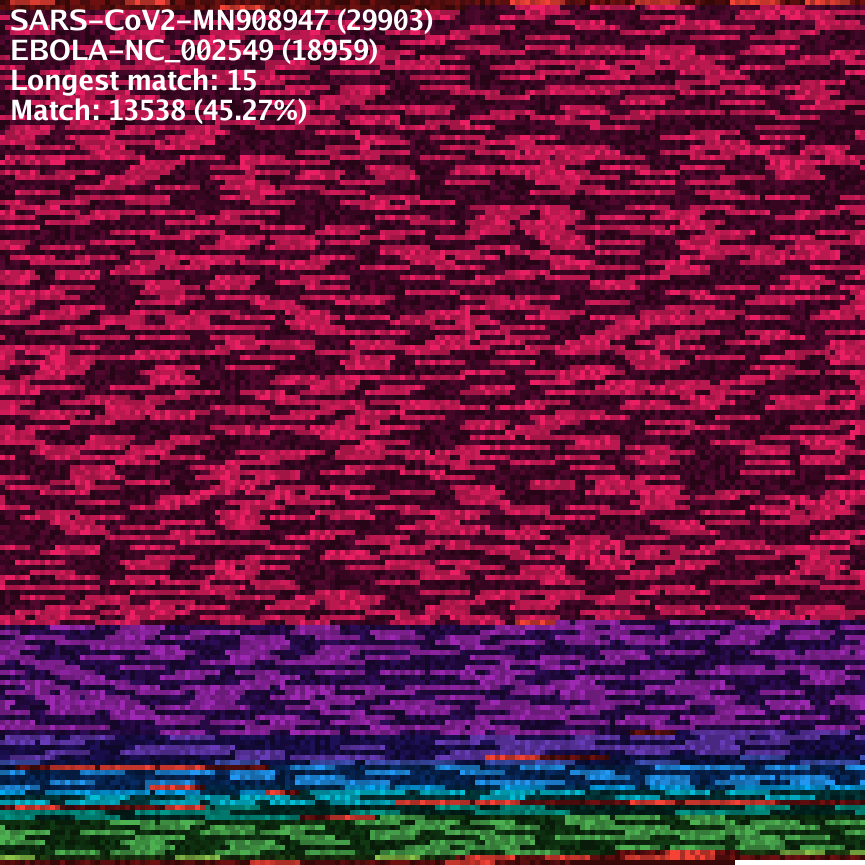 SARS-CoV2-MN908947 (29903)
EBOLA-NC_002549 (18959)
Longest match: 15
Match: 13538 (45.27%)